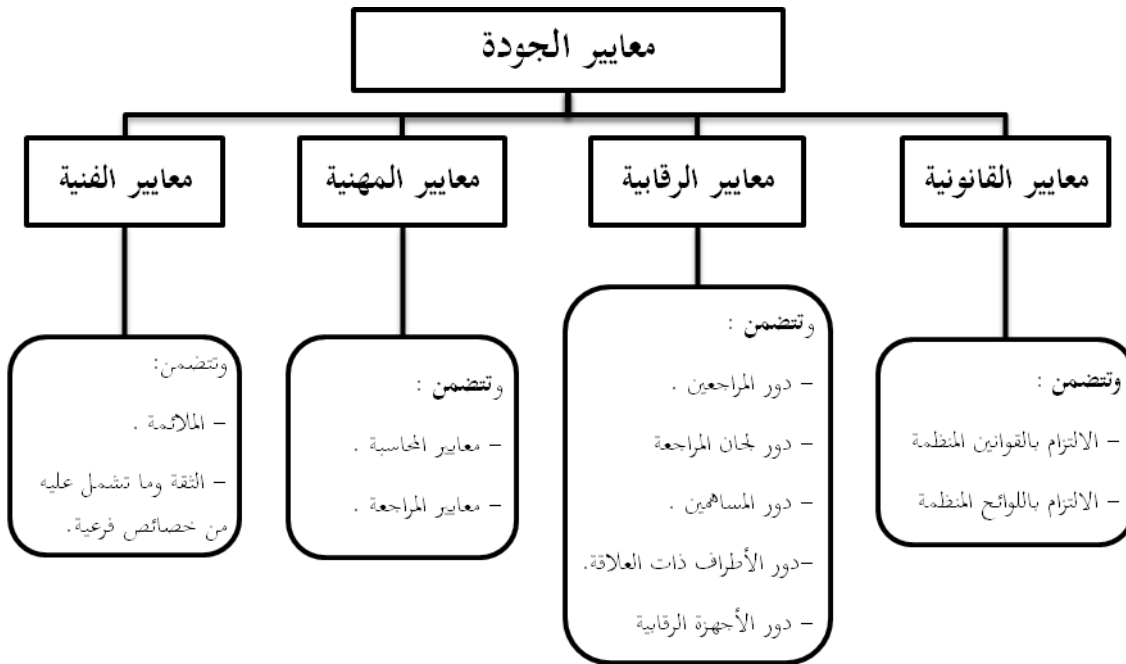 معايير الجودة
معايير القانونية
معايير الرقابية
معايير المهنية
معايير الفنية
وتتضمن :
– الالتزام بالقوانين المنظمة
– الالتزام باللوائح المنظمة
وتتضمن :
– دور المراجعين .
– دور لجان المراجعة
– دور المساهمين .
–دور الأطراف ذات العلاقة.
– دور الأجهزة الرقابية
وتتضمن :
– معايير المحاسبة .
– معايير المراجعة .
وتتضمن:
– الملائمة .
– الثقة وما تشمل عليه
من خصائص فرعية.